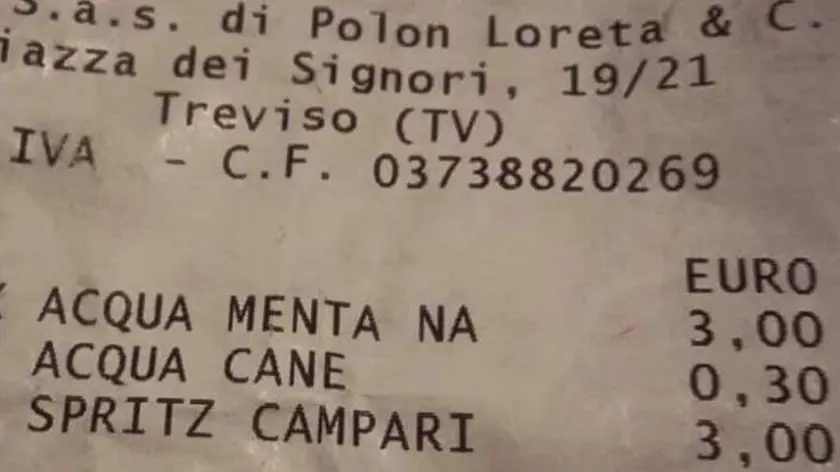 S.a.s. di Polon Loreta & C.
iazza dei Signori, 19/21
Treviso (TV)
IVA - C.F. 03738820269
EURO
ACQUA MENTA NA 3,00
ACQUA CANE 0,30
SPRITZ CAMPARI 3,00